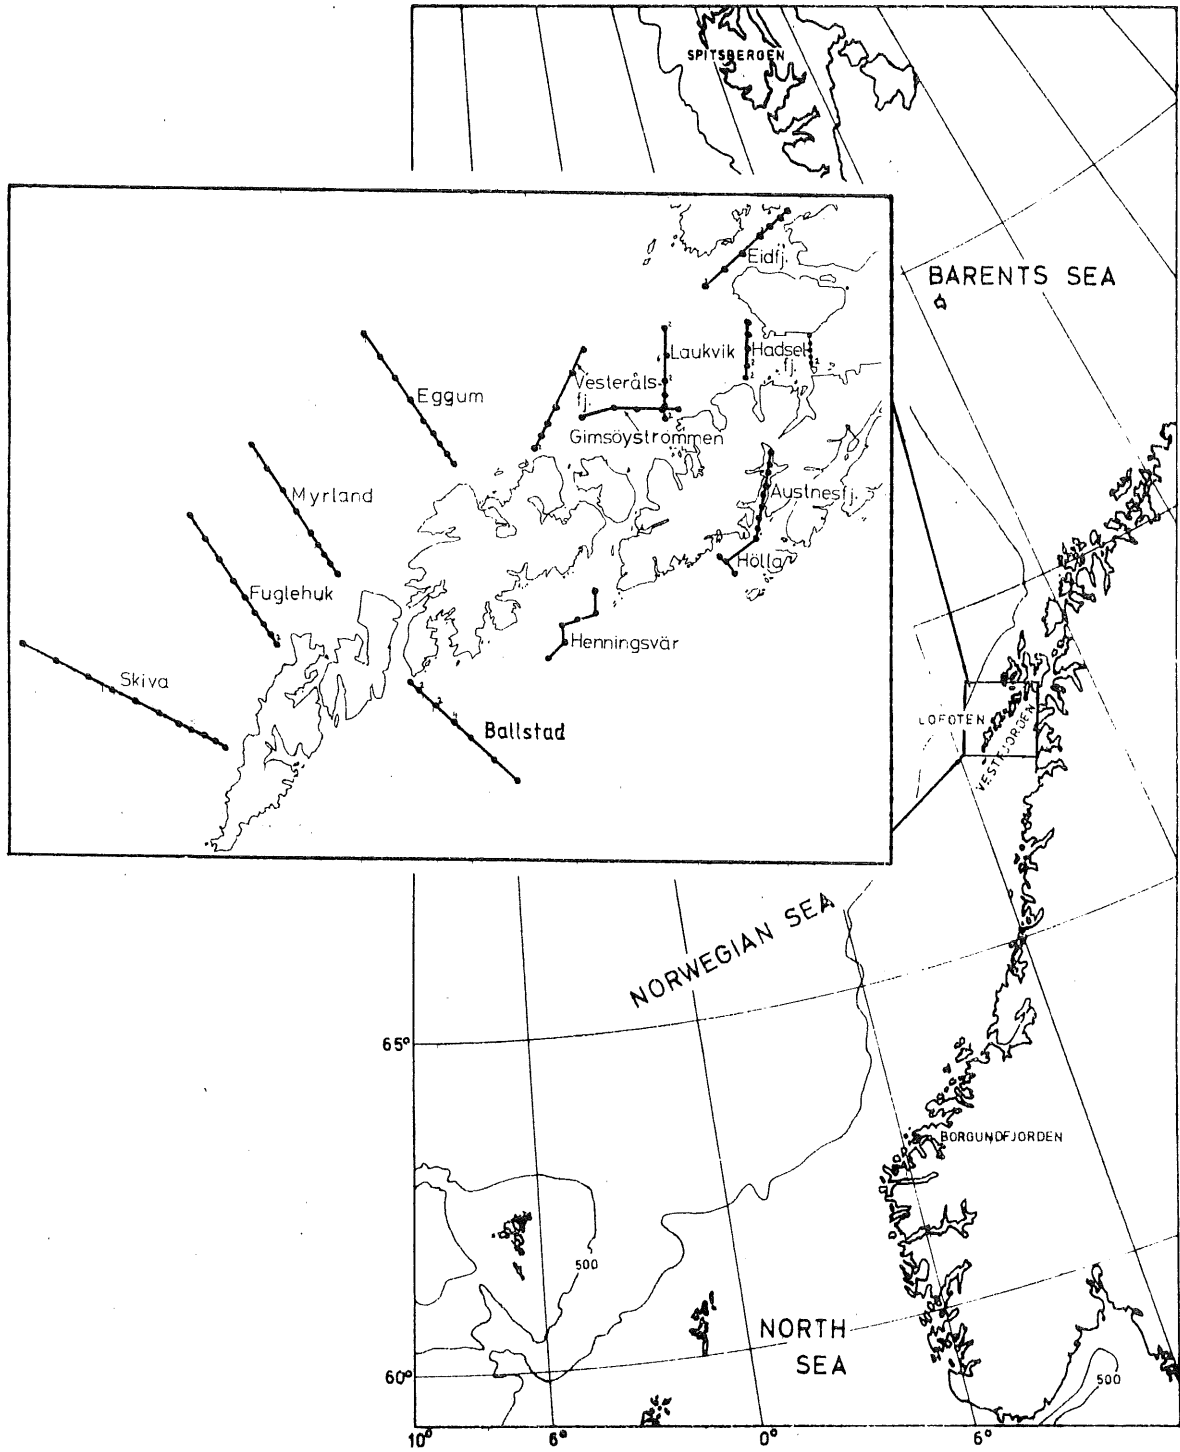 SPITSBERGEN
BARENTS SEA
Eidfj.
Laukvik
Hadsel-
fj.
Vesteråls-
fj.
Eggum
Gimsöystrommen
Myrland
Austnesfj.
Hölla
Fuglehuk
Henningsvär
Skiva
Ballstad
LOFOTEN
VESTFJORDEN
NORWEGIAN SEA
65°
BORGUNDFJORDEN
500
NORTH
SEA
60°
500
10° 6° 0° 6°